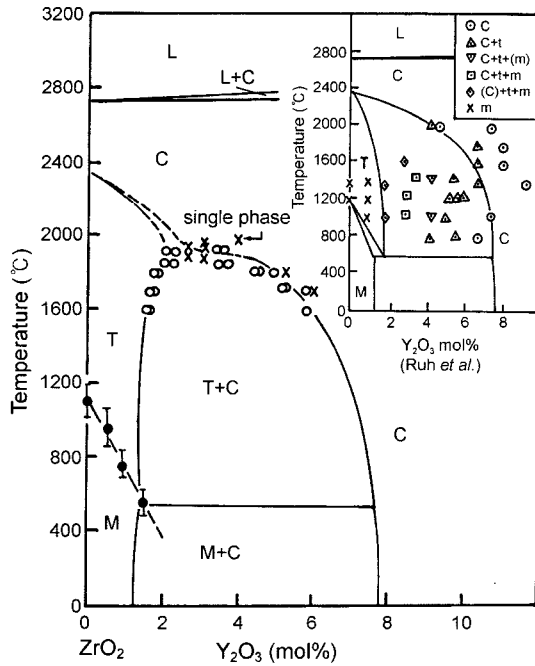 Temperature (°C)
2800
2400
2000
1600
1200
800
400
0
0
2
4
6
8
10
ZrO₂
Y₂O₃ (mol%)
L
L+C
C
single phase
T
T+C
C
M
M+C
Temperature (°C)
2800
2400
2000
1600
1200
800
400
0
0
2
4
6
8
Y₂O₃ mol%
(Ruh et al.)
L
C
T
C
M
C
C+t
C+t+(m)
C+t+m
(C)+t+m
m